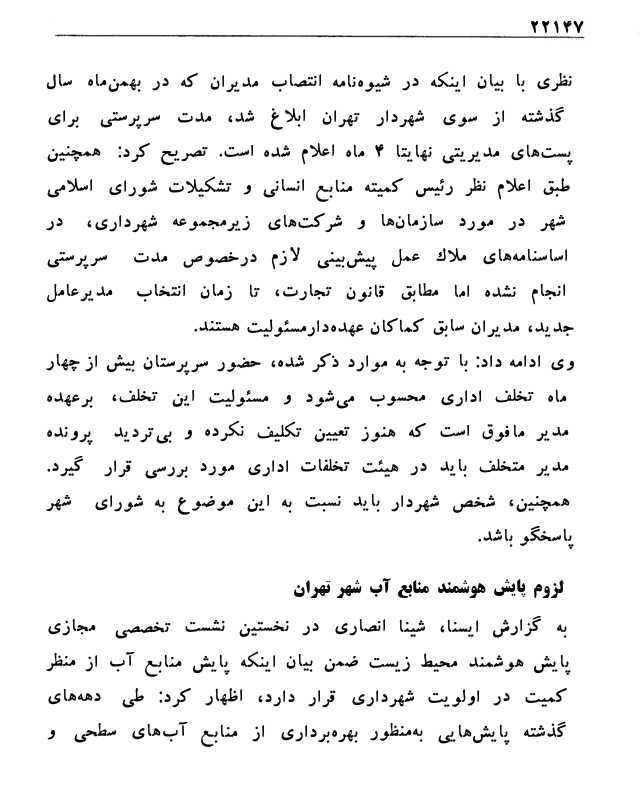 ۲۲۱۴۷
نظری با بیان اینکه در شیوه‌نامه انتصاب مدیران که در بهمن‌ماه سال
گذشته از سوی شهردار تهران ابلاغ شد، مدت سرپرستی برای
پست‌های مدیریتی نهایتا ۴ ماه اعلام شده است. تصریح کرد: همچنین
طبق اعلام نظر رئیس کمیته منابع انسانی و تشکیلات شورای اسلامی
شهر در مورد سازمان‌ها و شرکت‌های زیرمجموعه شهرداری، در
اساسنامه‌های ملاك عمل پیش‌بینی لازم درخصوص مدت سرپرستی
انجام نشده اما مطابق قانون تجارت، تا زمان انتخاب مدیرعامل
جدید، مدیران سابق کماکان عهده‌دارمسئولیت هستند.
وی ادامه داد: با توجه به موارد ذکر شده، حضور سرپرستان بیش از چهار
ماه تخلف اداری محسوب می‌شود و مسئولیت این تخلف، برعهده
مدیر مافوق است که هنوز تعیین تکلیف نکرده و بی‌تردید پرونده
مدیر متخلف باید در هیئت تخلفات اداری مورد بررسی قرار گیرد.
همچنین، شخص شهردار باید نسبت به این موضوع به شورای شهر
پاسخگو باشد.
لزوم پایش هوشمند منابع آب شهر تهران
به گزارش ایسنا، شینا انصاری در نخستین نشست تخصصی مجازی
پایش هوشمند محیط زیست ضمن بیان اینکه پایش منابع آب از منظر
کمیت در اولویت شهرداری قرار دارد، اظهار کرد: طی دهه‌های
گذشته پایش‌هایی به‌منظور بهره‌برداری از منابع آب‌های سطحی و